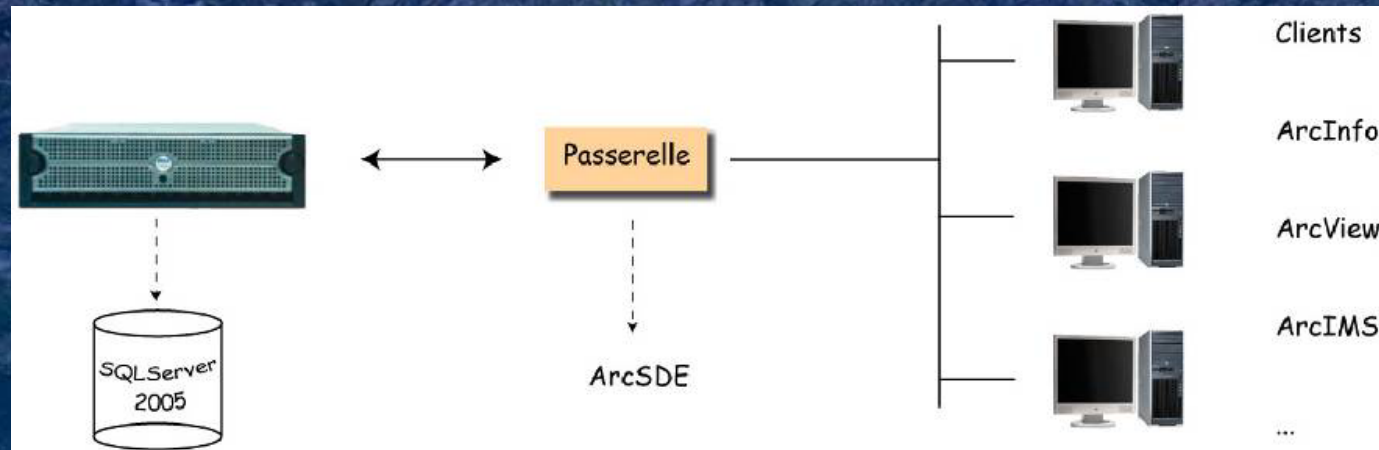 Clients
ArcInfo
Passerelle
ArcView
ArcIMS
SQLServer
2005
ArcSDE
...